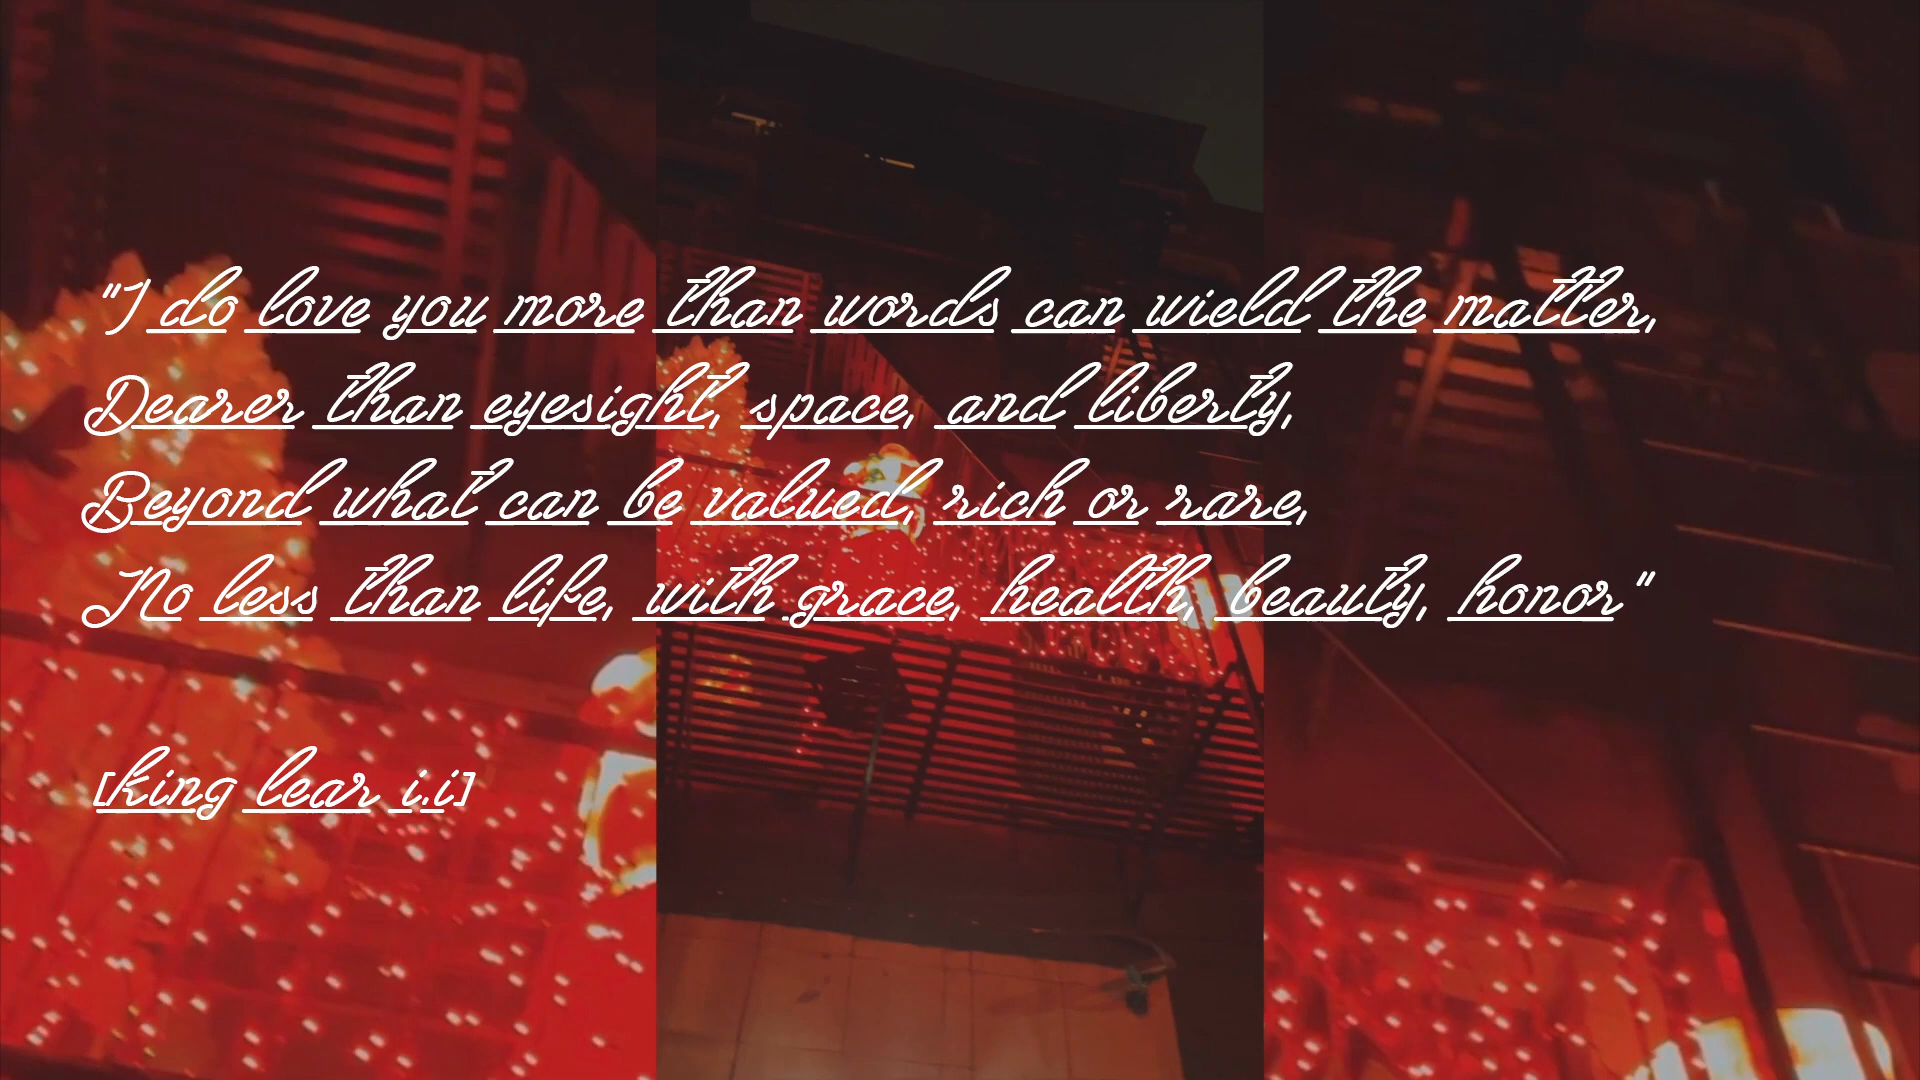 "I do love you more than words can wield the matter,
Dearer than eyesight, space, and liberty,
Beyond what can be valued, rich or rare,
No less than life, with grace, health, beauty, honor"
[king lear i.i]